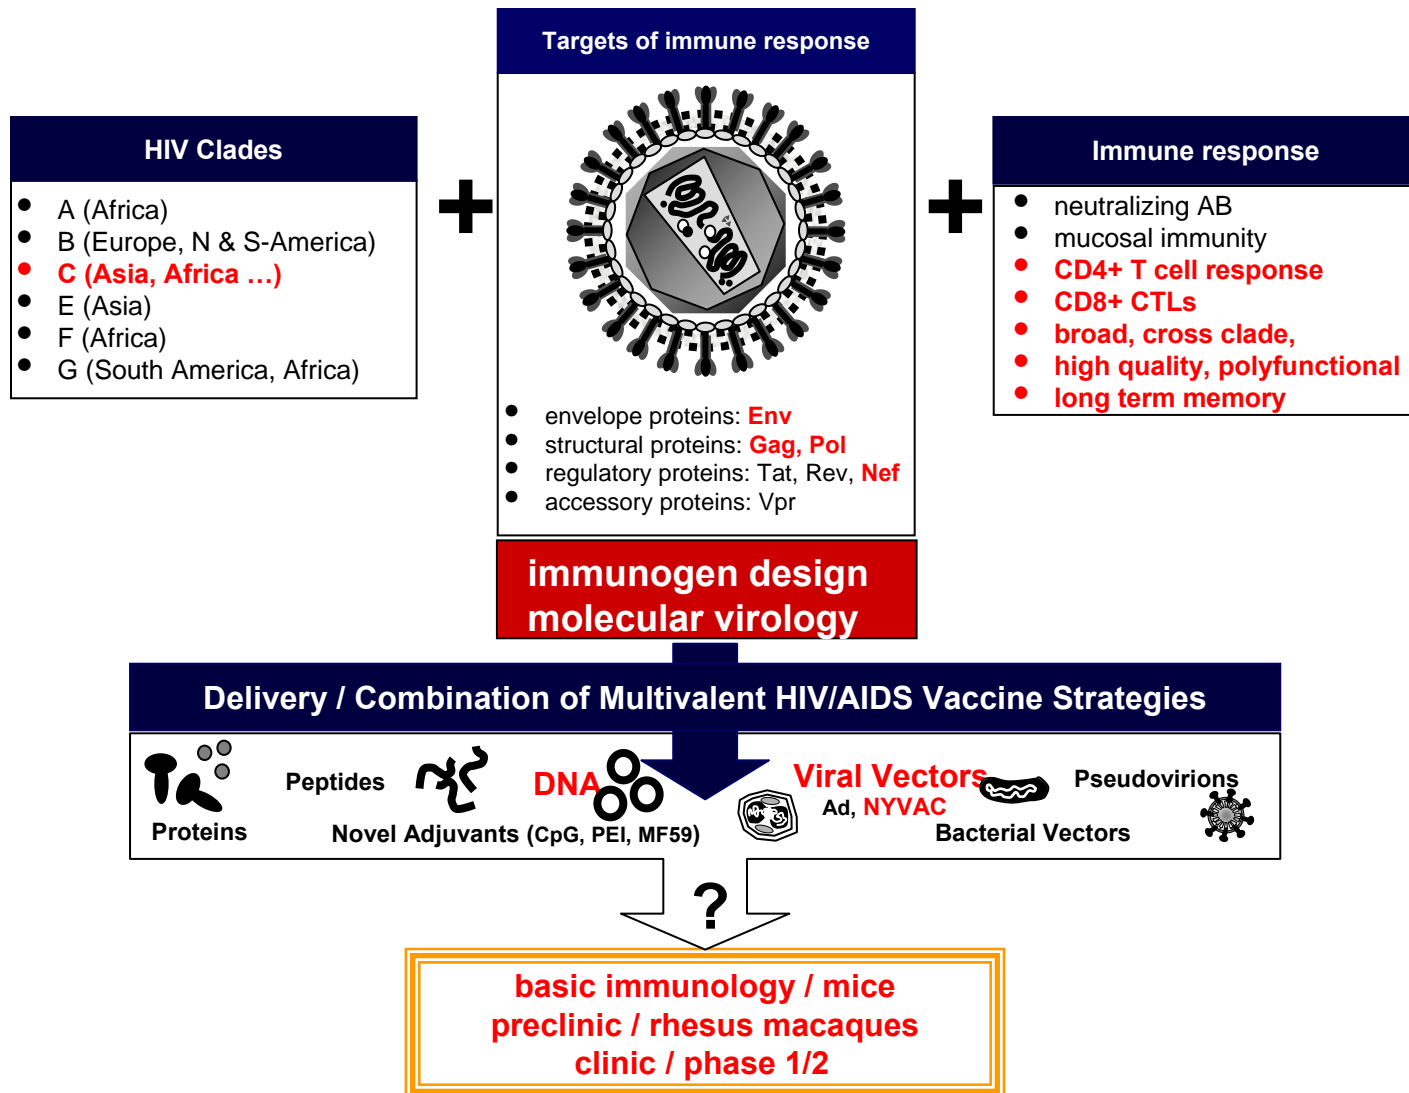 Targets of immune response
HIV Clades
• A (Africa)
• B (Europe, N & S-America)
• C (Asia, Africa …)
• E (Asia)
• F (Africa)
• G (South America, Africa)
+
• envelope proteins: Env
• structural proteins: Gag, Pol
• regulatory proteins: Tat, Rev, Nef
• accessory proteins: Vpr
+
Immune response
• neutralizing AB
• mucosal immunity
• CD4+ T cell response
• CD8+ CTLs
• broad, cross clade,
• high quality, polyfunctional
• long term memory
immunogen design
molecular virology
Delivery / Combination of Multivalent HIV/AIDS Vaccine Strategies
Proteins
Peptides
Novel Adjuvants (CpG, PEI, MF59)
DNA
Viral Vectors
Ad, NYVAC
Bacterial Vectors
Pseudovirions
?
basic immunology / mice
preclinic / rhesus macaques
clinic / phase 1/2